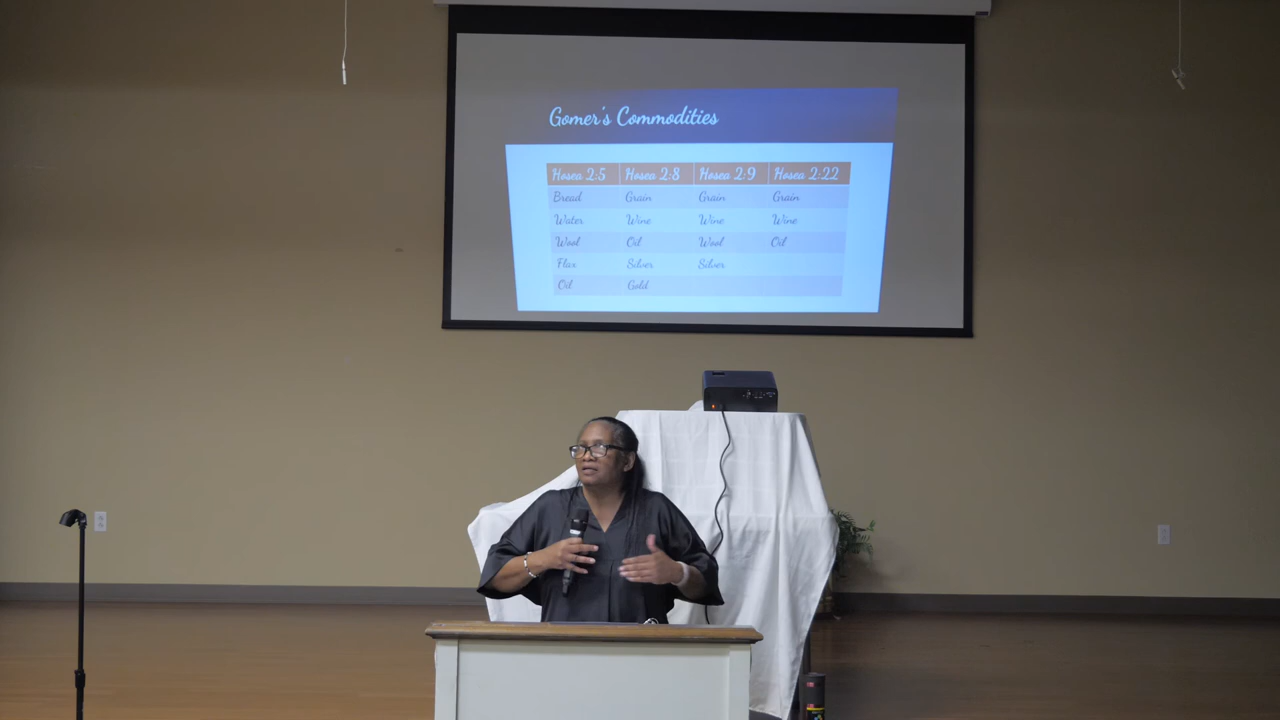 Gomer's Commodities
Hosea 2:5 Hosea 2:8 Hosea 2:9 Hosea 2:22
Bread Grain Grain Grain
Water Wine Wine Wine
Wool Oil Wool Oil
Flax Silver Silver
Oil Gold